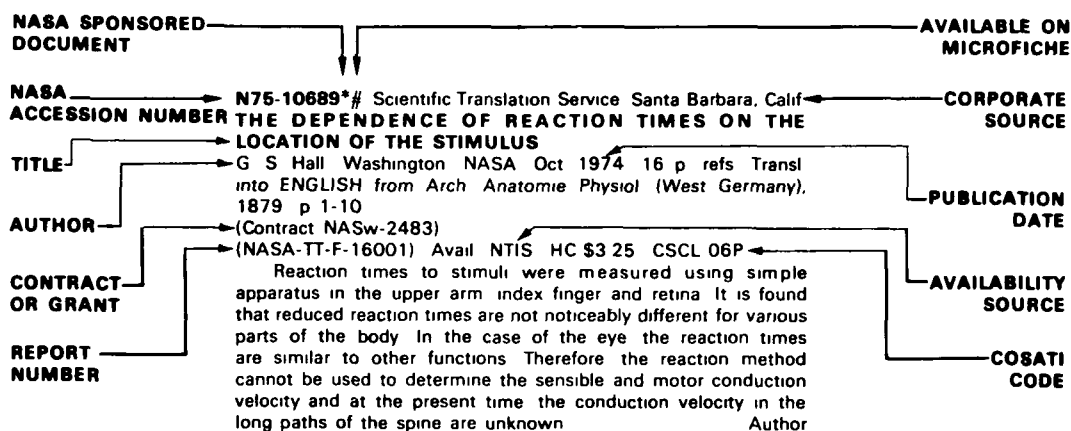 NASA SPONSORED
DOCUMENT
AVAILABLE ON
MICROFICHE
NASA
ACCESSION NUMBER
N75-10689*# Scientific Translation Service Santa Barbara, Calif
CORPORATE
SOURCE
THE DEPENDENCE OF REACTION TIMES ON THE
LOCATION OF THE STIMULUS
TITLE
G S Hall Washington NASA Oct 1974 16 p refs Transl
into ENGLISH from Arch Anatomie Physiol (West Germany),
1879 p 1-10
PUBLICATION
DATE
AUTHOR
(Contract NASw-2483)
(NASA-TT-F-16001) Avail NTIS HC $3 25 CSCL 06P
CONTRACT
OR GRANT
AVAILABILITY
SOURCE
REPORT
NUMBER
COSATI
CODE
Reaction times to stimuli were measured using simple
apparatus in the upper arm index finger and retina It is found
that reduced reaction times are not noticeably different for various
parts of the body In the case of the eye the reaction times
are similar to other functions Therefore the reaction method
cannot be used to determine the sensible and motor conduction
velocity and at the present time the conduction velocity in the
long paths of the spine are unknown Author